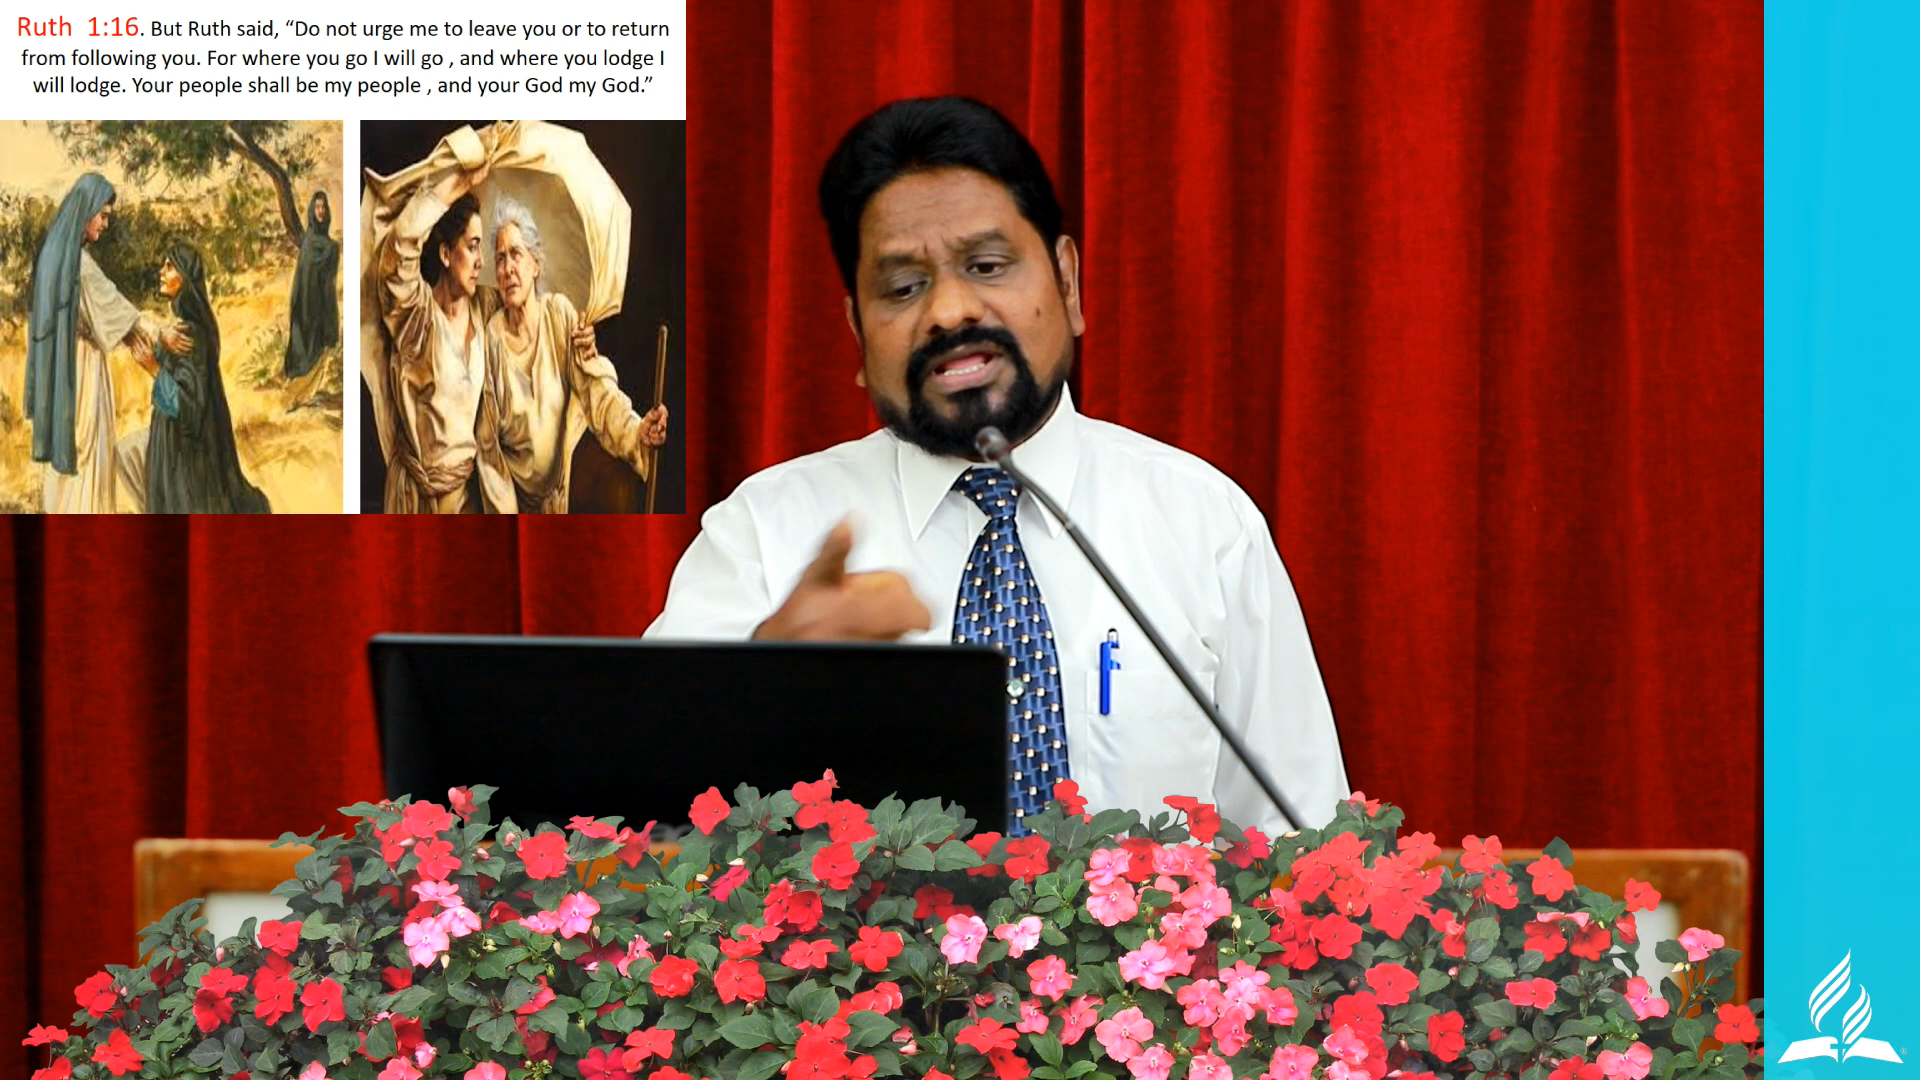 Ruth 1:16. But Ruth said, “Do not urge me to leave you or to return
from following you. For where you go I will go , and where you lodge I
will lodge. Your people shall be my people , and your God my God.”